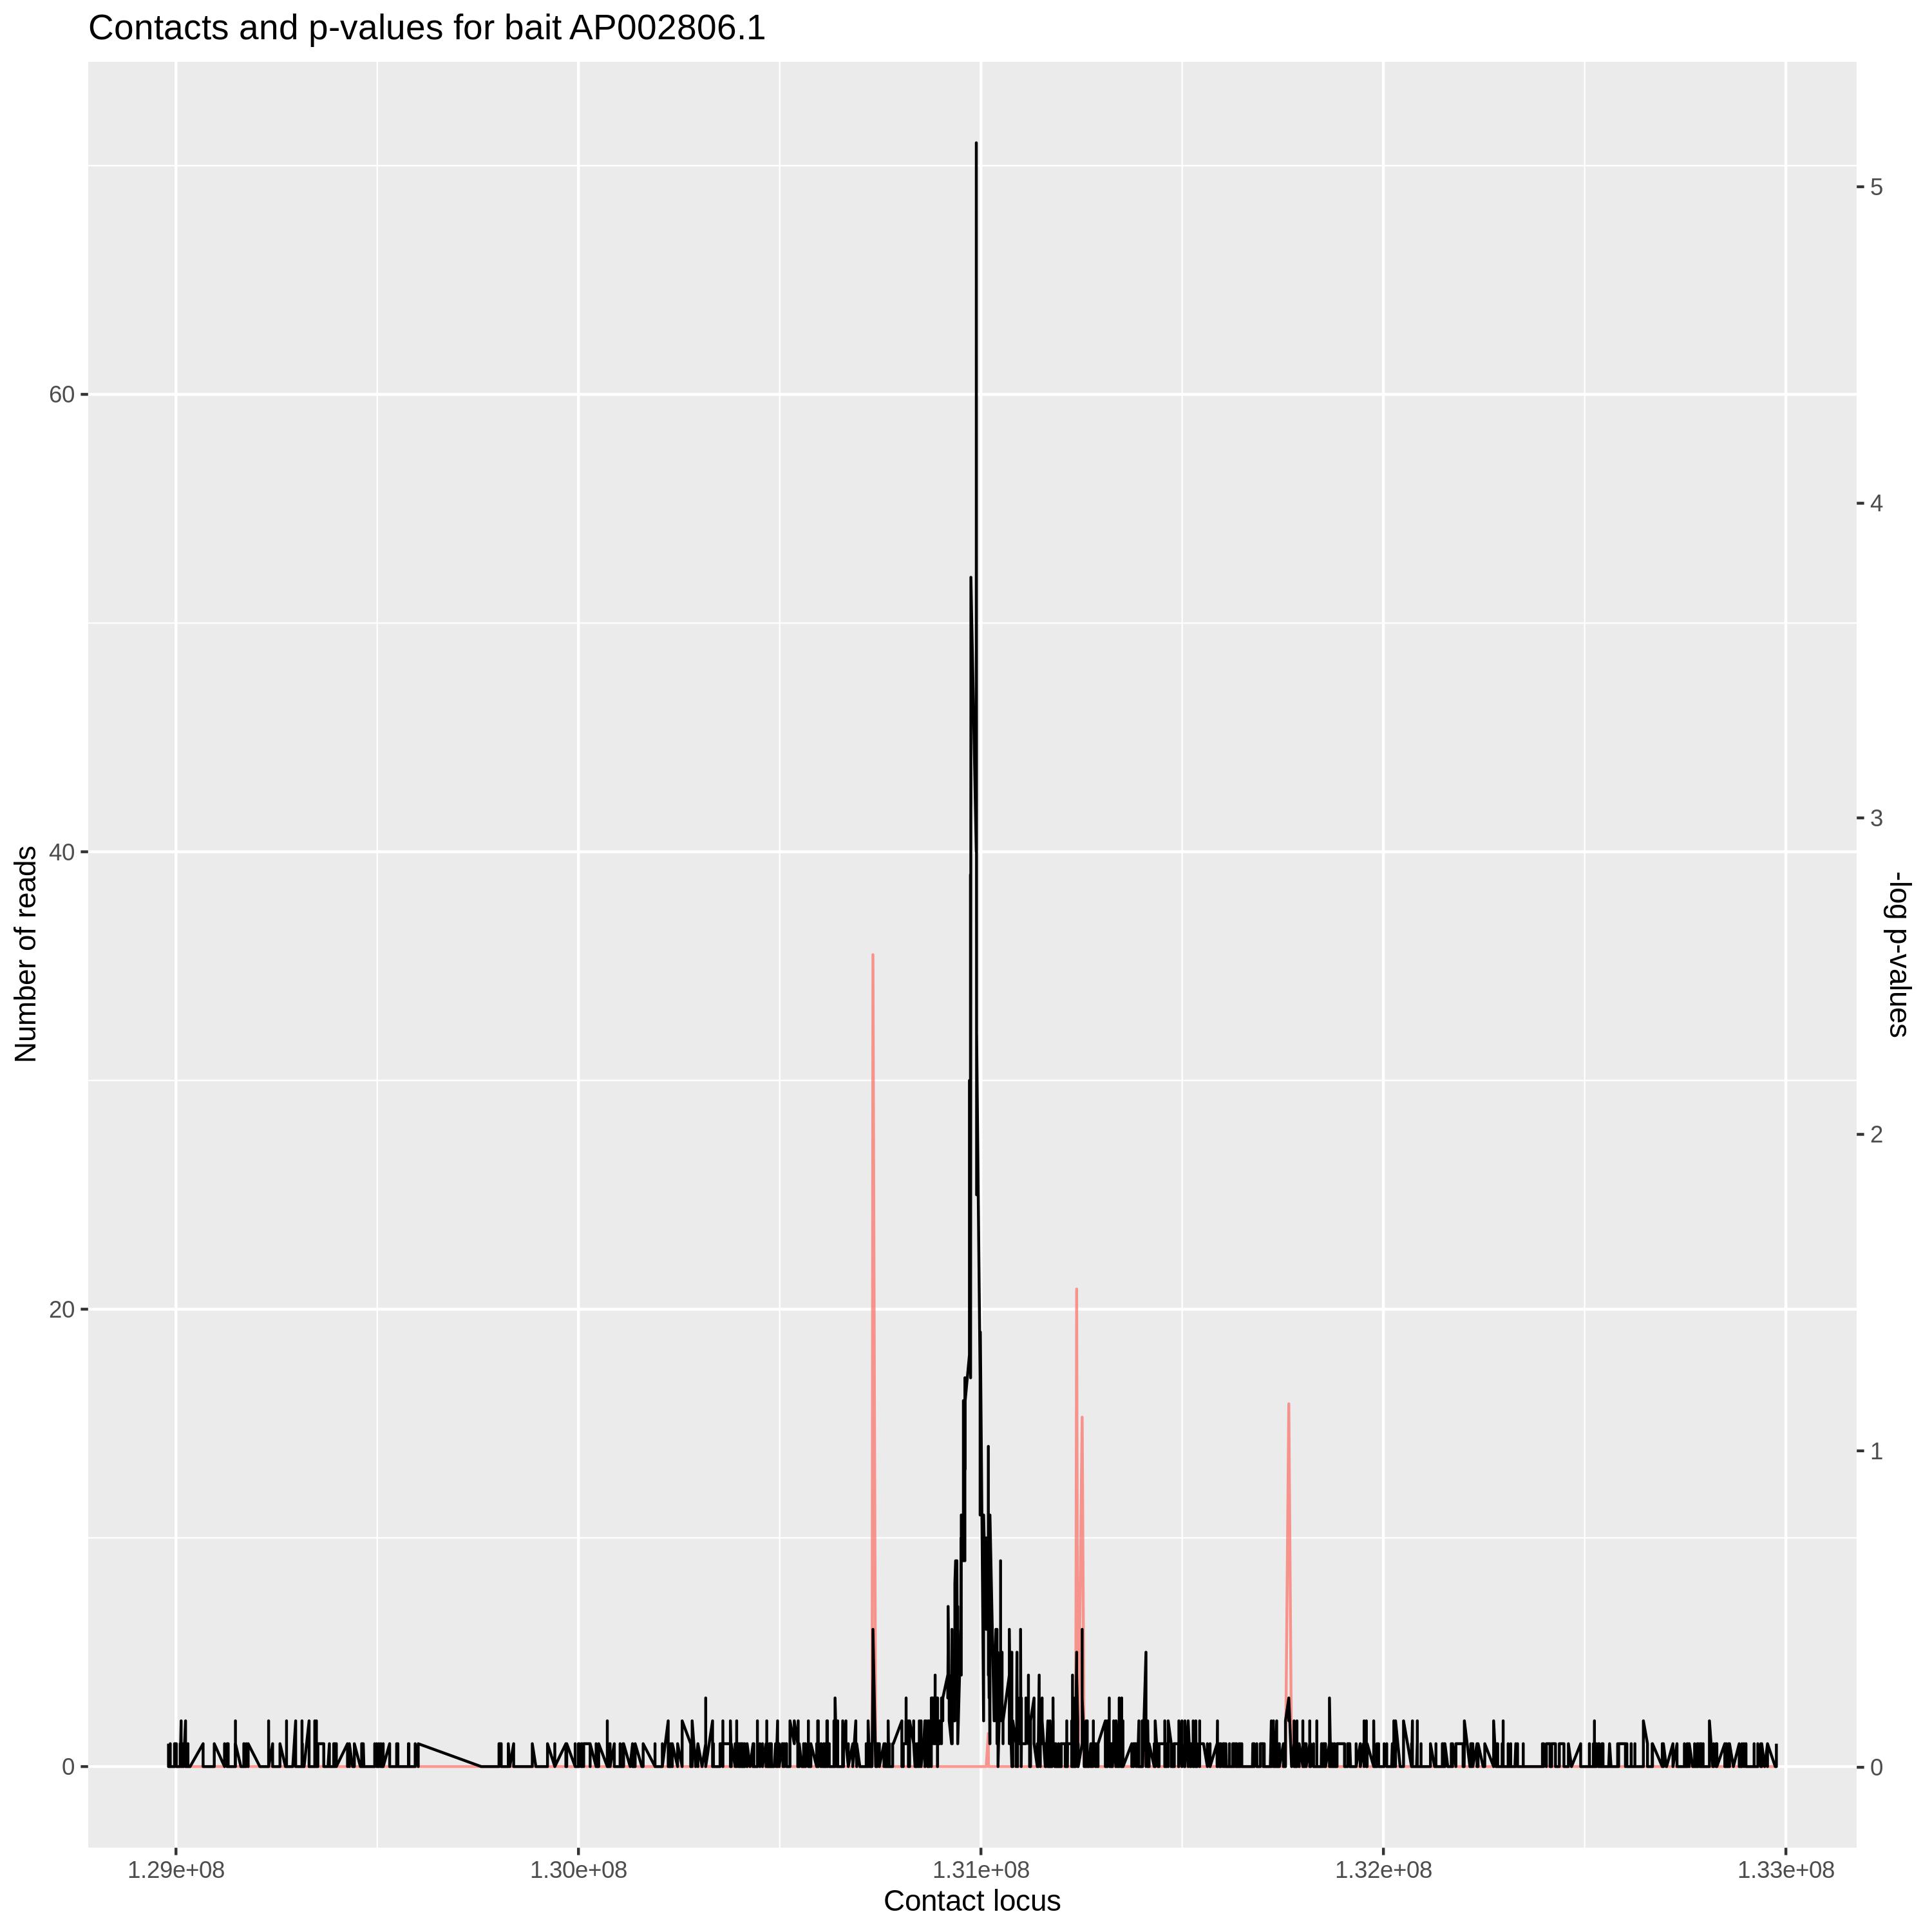 Contacts and p-values for bait AP002806.1
Number of reads
60
40
20
0
5
4
3
2
1
0
-log p-values
1.29e+08 1.30e+08 1.31e+08 1.32e+08 1.33e+08
Contact locus